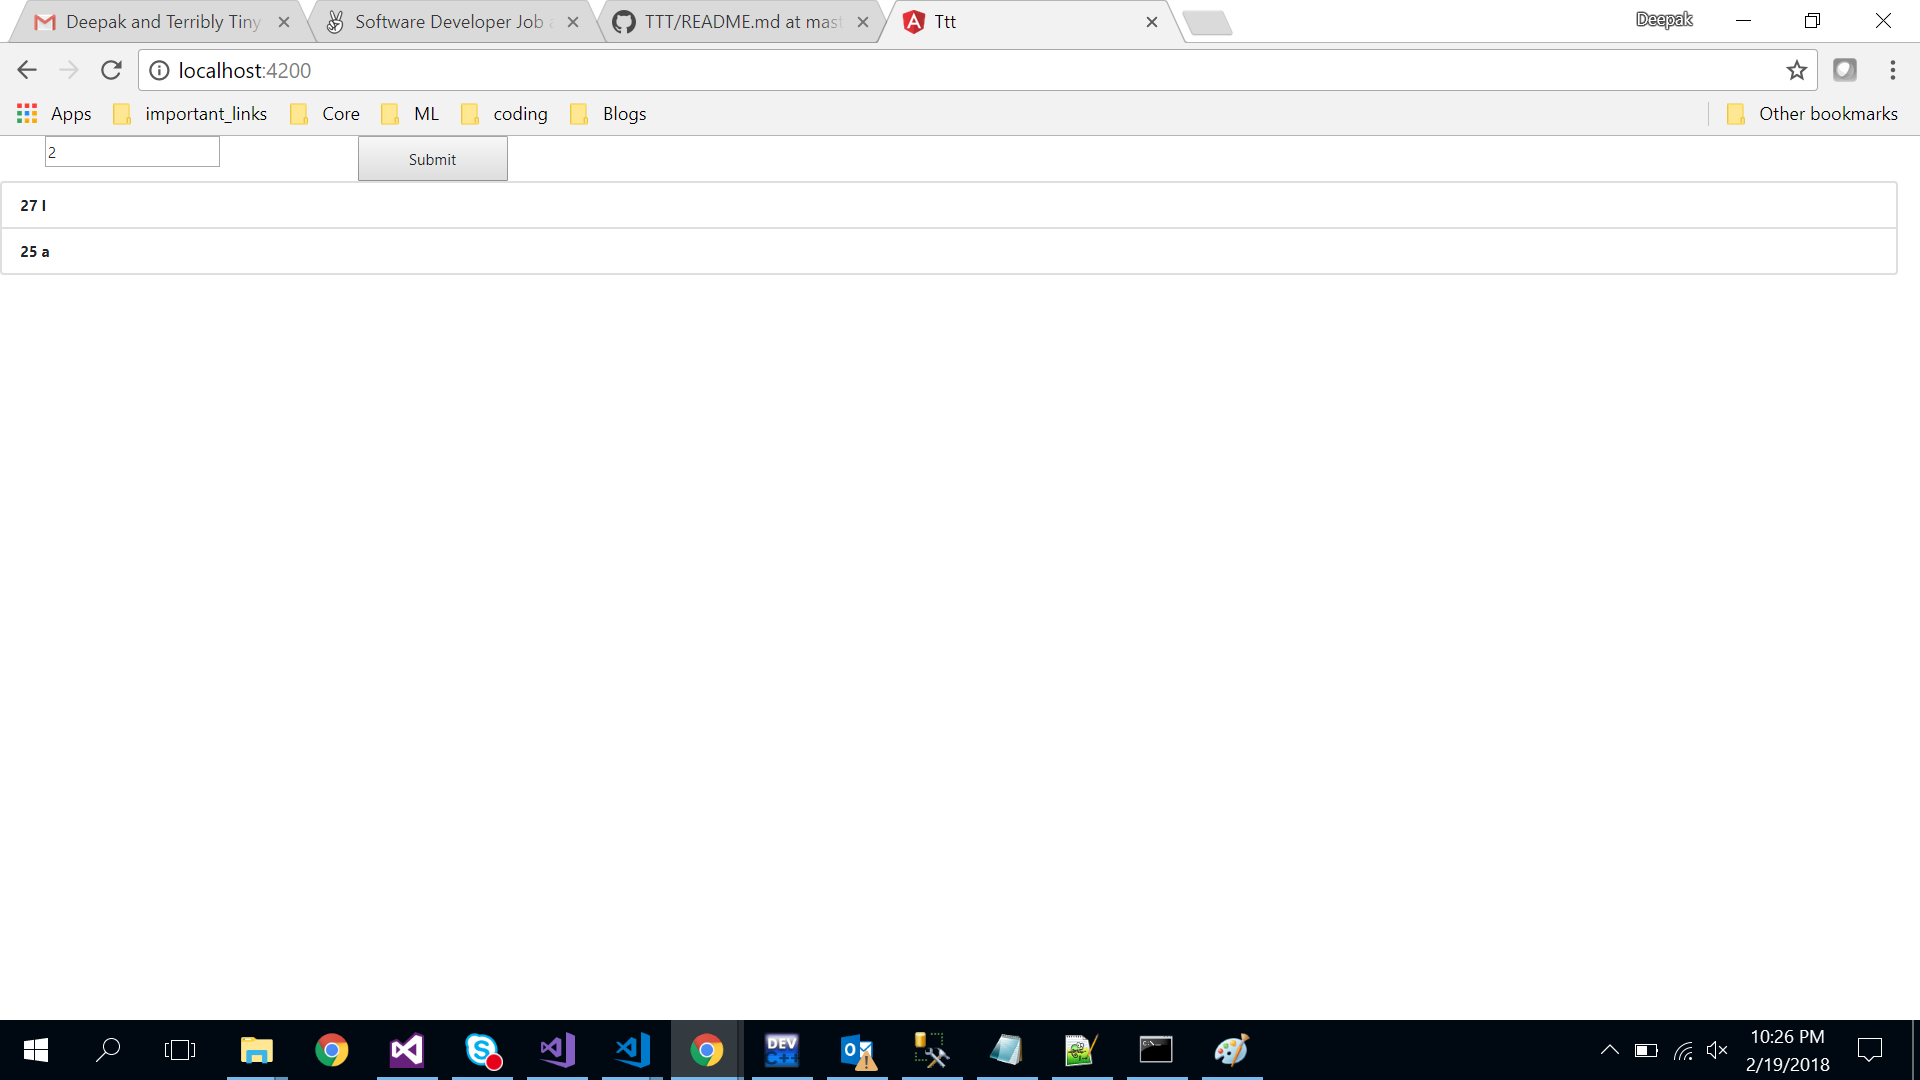 Deepak and Terribly Tiny
Software Developer Job a
TTT/README.md at mast
Ttt
Deepak
localhost:4200
Apps
important_links
Core
ML
coding
Blogs
Other bookmarks
2
Submit
27 I
25 a
DEV
C++
10:26 PM
2/19/2018